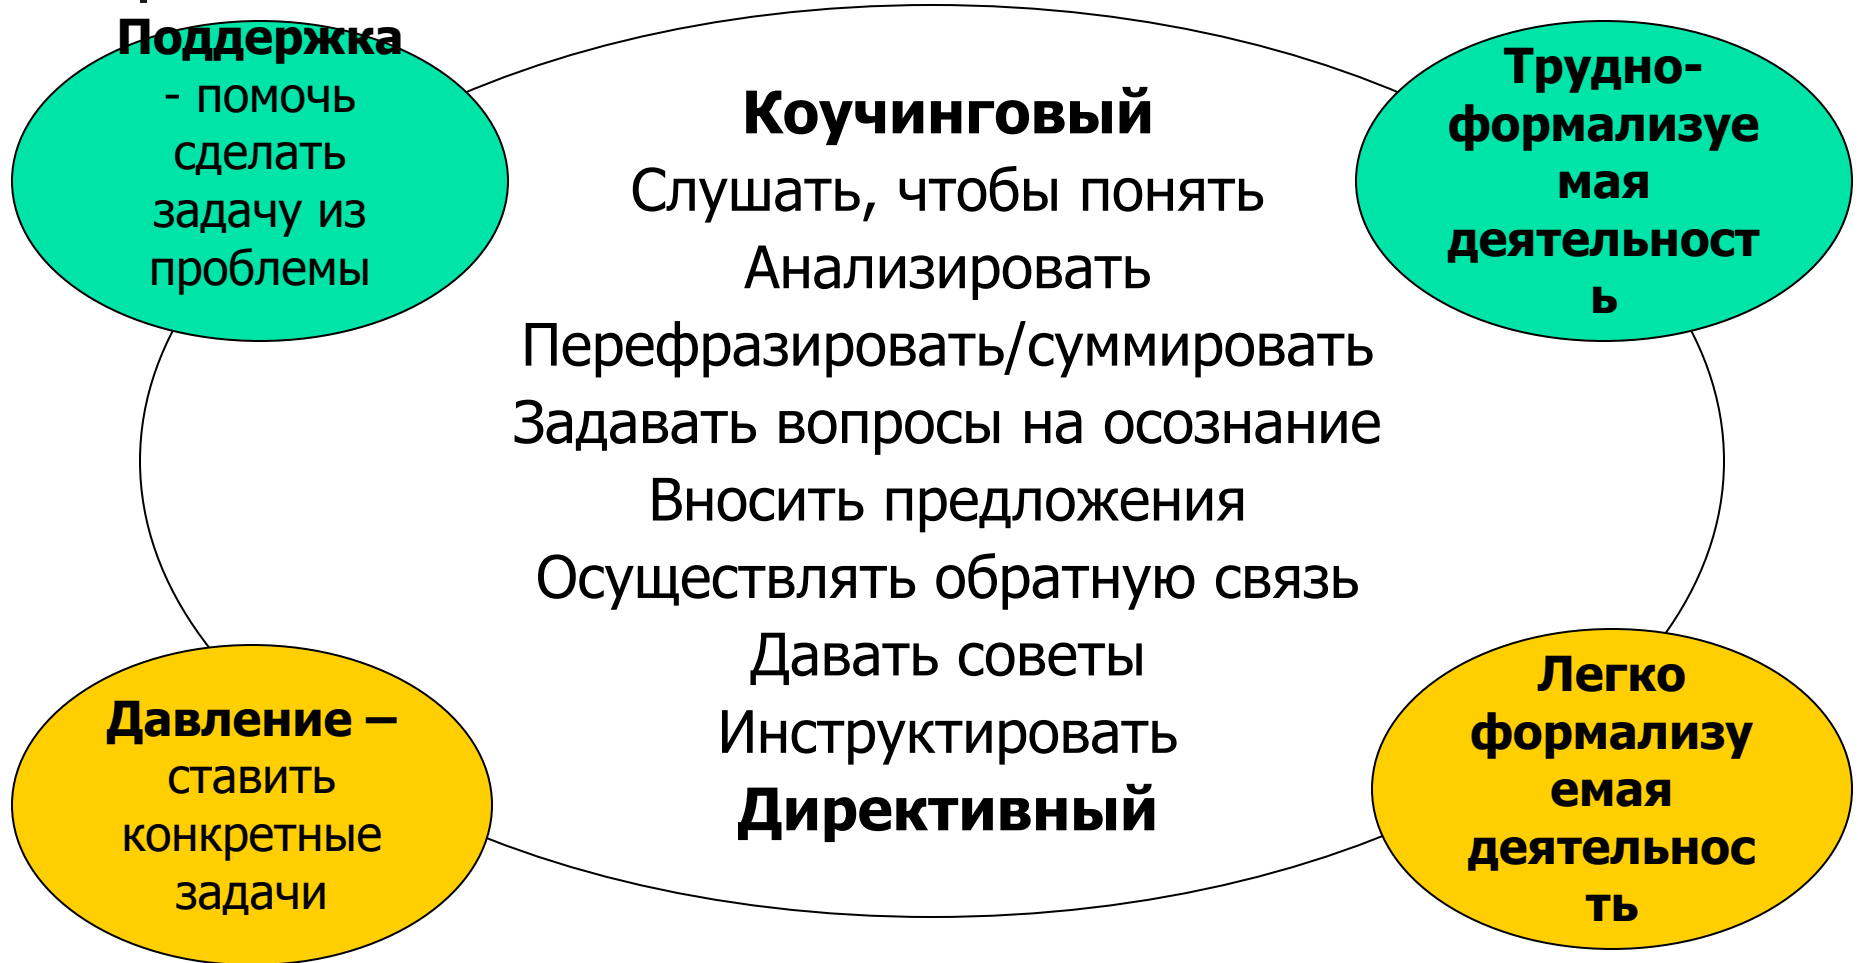 Поддержка
- помочь
сделать
задачу из
проблемы
Коучинговый
Слушать, чтобы понять
Анализировать
Перефразировать/суммировать
Задавать вопросы на осознание
Вносить предложения
Осуществлять обратную связь
Давать советы
Инструктировать
Директивный
Трудно-
формализуе
мая
деятельност
ь
Давление –
ставить
конкретные
задачи
Легко
формализу
емая
деятельнос
ть